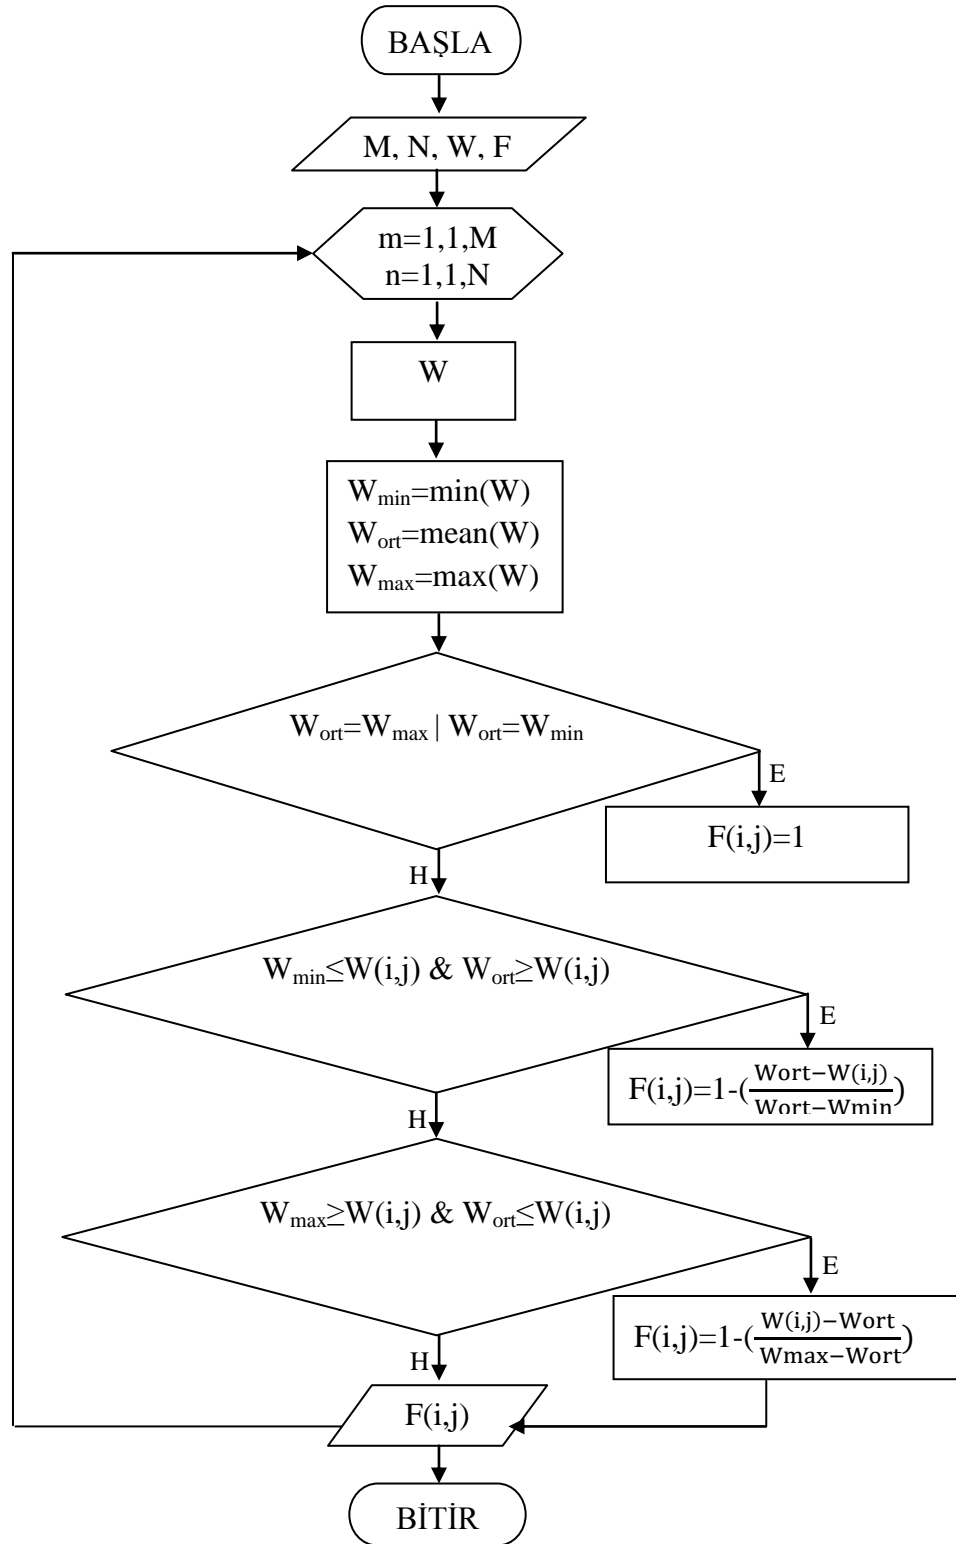 BAŞLA
M, N, W, F
m=1,1,M
n=1,1,N
W
Wmin=min(W)
Wort=mean(W)
Wmax=max(W)
Wort=Wmax | Wort=Wmin
E
F(i,j)=1
H
Wmin≤W(i,j) & Wort≥W(i,j)
E
F(i,j)=1-(Wort−W(i,j)/Wort−Wmin)
H
Wmax≥W(i,j) & Wort≤W(i,j)
E
F(i,j)=1-(W(i,j)−Wort/Wmax−Wort)
H
F(i,j)
BİTİR